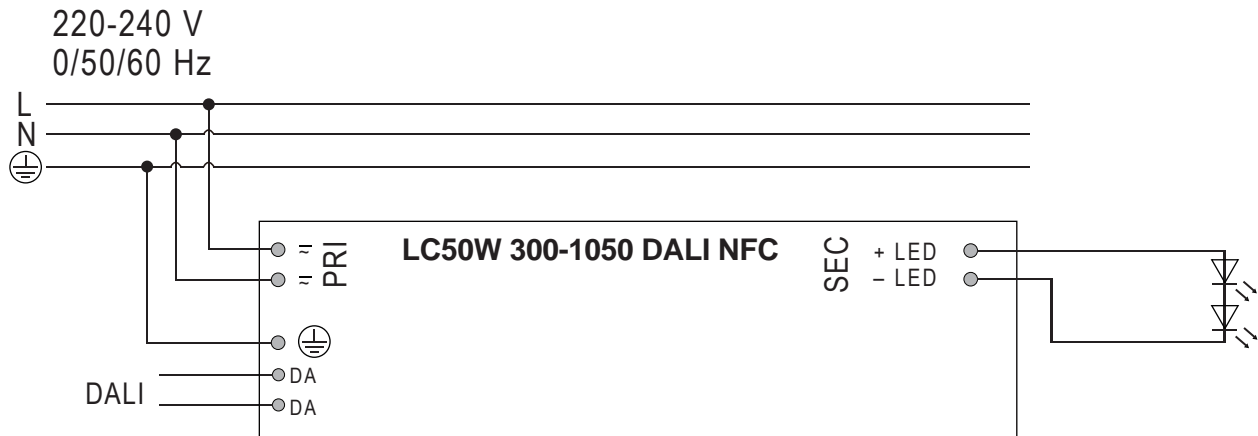 220-240 V
0/50/60 Hz
L
N
LC50W 300-1050 DALI NFC
PRI
SEC
+ LED
– LED
DALI
DA
DA